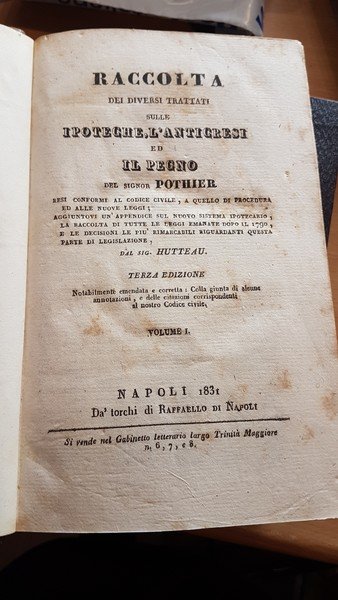 RACCOLTA
DEI DIVERSI TRATTATI
SULLE
IPOTECHE, L'ANTICRESI
ED
IL PEGNO
DEL SIGNOR POTHIER
RESI CONFORME AL CODICE CIVILE, A QUELLO DI PROCEDURA
ED ALLE NUOVE LEGGI;
AGGIUNTOVI UN' APPENDICE SUL NUOVO SISTEMA IPOTECARIO,
LA RACCOLTA DI TUTTE LE LEGGI EMANATE DOPO IL 1790,
E LE DECISIONI LE PIU' RIMARCABILI RIGUARDANTI QUESTA
PARTE DI LEGISLAZIONE,
DAL SIG. HUTTEAU.
TERZA EDIZIONE
Notabilmente emendata e corretta: Colla giunta di alcune
annotazioni, e delle citazioni corrispondenti
al nostro Codice civile.
VOLUME I.
NAPOLI 1831
Da' torchi di RAFFAELLO DI NAPOLI
Si vende nel Gabinetto letterario largo Trinità Maggiore
n. 6, 7, e 8.